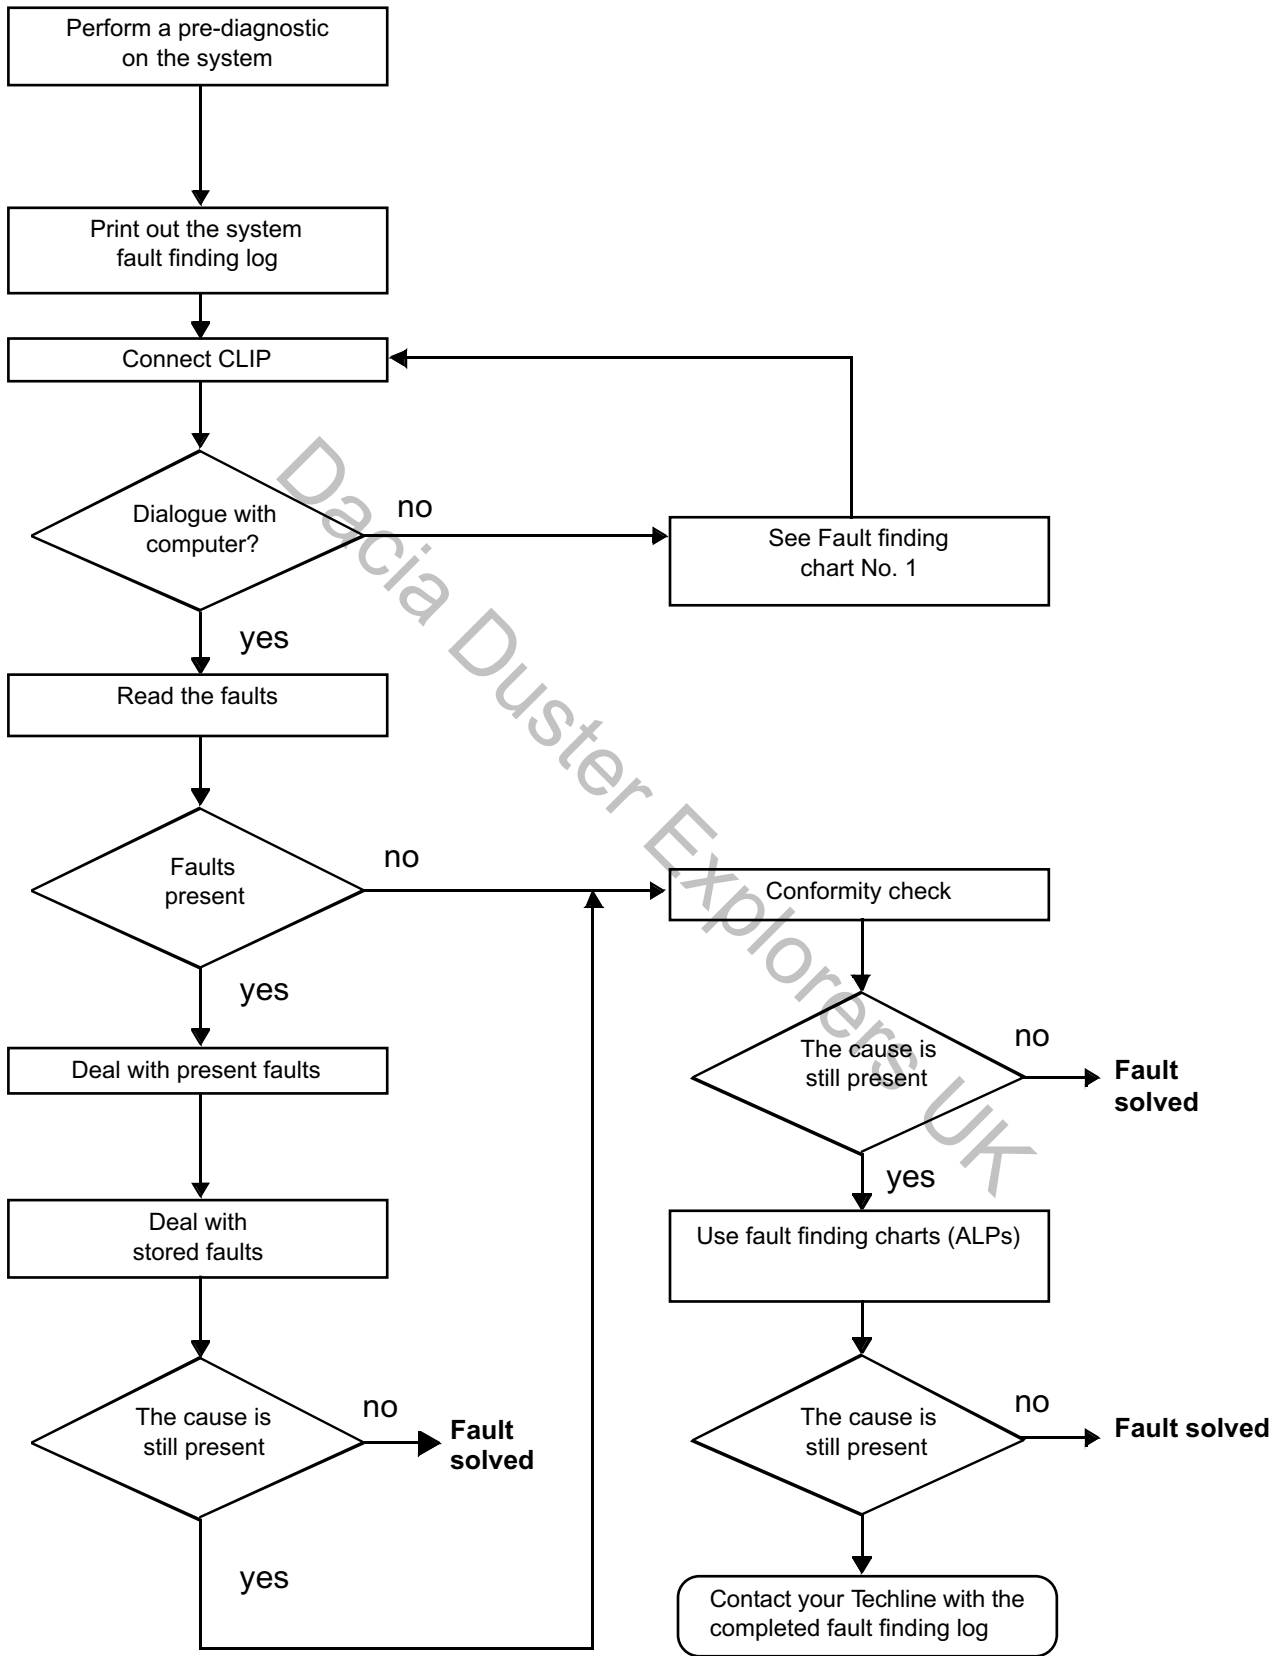 Perform a pre-diagnostic
on the system
Print out the system
fault finding log
Connect CLIP
Dialogue with
computer?
no
See Fault finding
chart No. 1
yes
Read the faults
Faults
present
no
Conformity check
yes
Deal with present faults
The cause is
still present
no
Fault
solved
yes
Deal with
stored faults
Use fault finding charts (ALPs)
The cause is
still present
no
Fault
solved
yes
The cause is
still present
no
Fault solved
Contact your Techline with the
completed fault finding log
Dacia Duster Explorers UK